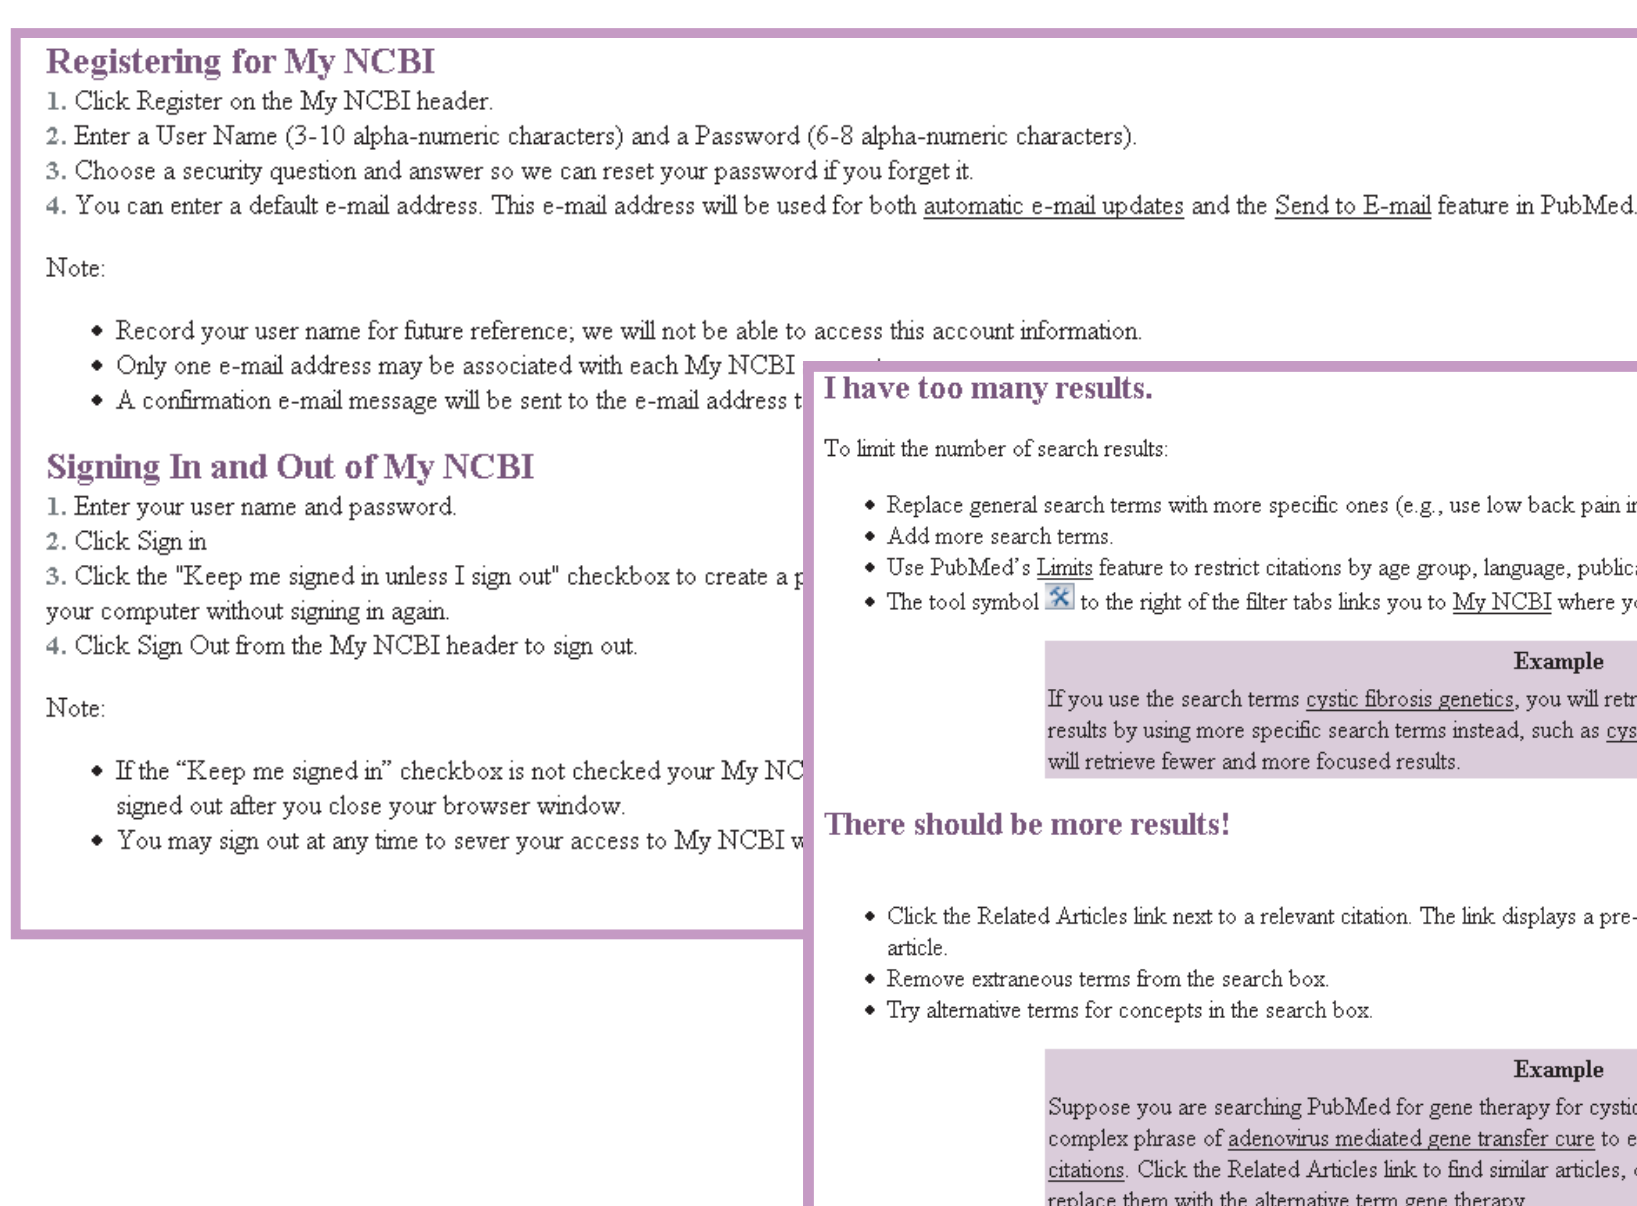 Registering for My NCBI
1. Click Register on the My NCBI header.
2. Enter a User Name (3-10 alpha-numeric characters) and a Password (6-8 alpha-numeric characters).
3. Choose a security question and answer so we can reset your password if you forget it.
4. You can enter a default e-mail address. This e-mail address will be used for both automatic e-mail updates and the Send to E-mail feature in PubMed.
Note:
• Record your user name for future reference; we will not be able to access this account information.
• Only one e-mail address may be associated with each My NCBI
• A confirmation e-mail message will be sent to the e-mail address t
Signing In and Out of My NCBI
1. Enter your user name and password.
2. Click Sign in
3. Click the "Keep me signed in unless I sign out" checkbox to create a p
your computer without signing in again.
4. Click Sign Out from the My NCBI header to sign out.
Note:
• If the “Keep me signed in” checkbox is not checked your My NC
signed out after you close your browser window.
• You may sign out at any time to sever your access to My NCBI w
I have too many results.
To limit the number of search results:
• Replace general search terms with more specific ones (e.g., use low back pain in
• Add more search terms.
• Use PubMed’s Limits feature to restrict citations by age group, language, public
• The tool symbol to the right of the filter tabs links you to My NCBI where yo
Example
If you use the search terms cystic fibrosis genetics, you will retr
results by using more specific search terms instead, such as cys
will retrieve fewer and more focused results.
There should be more results!
• Click the Related Articles link next to a relevant citation. The link displays a pre-
article.
• Remove extraneous terms from the search box.
• Try alternative terms for concepts in the search box.
Example
Suppose you are searching PubMed for gene therapy for cystic
complex phrase of adenovirus mediated gene transfer cure to e
citations. Click the Related Articles link to find similar articles,
replace them with the alternative term gene therapy